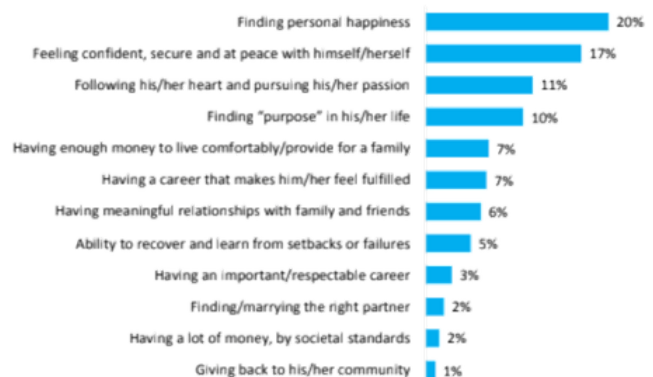 Finding personal happiness 20%
Feeling confident, secure and at peace with himself/herself 17%
Following his/her heart and pursuing his/her passion 11%
Finding "purpose" in his/her life 10%
Having enough money to live comfortably/provide for a family 7%
Having a career that makes him/her feel fulfilled 7%
Having meaningful relationships with family and friends 6%
Ability to recover and learn from setbacks or failures 5%
Having an important/respectable career 3%
Finding/marrying the right partner 2%
Having a lot of money, by societal standards 2%
Giving back to his/her community 1%